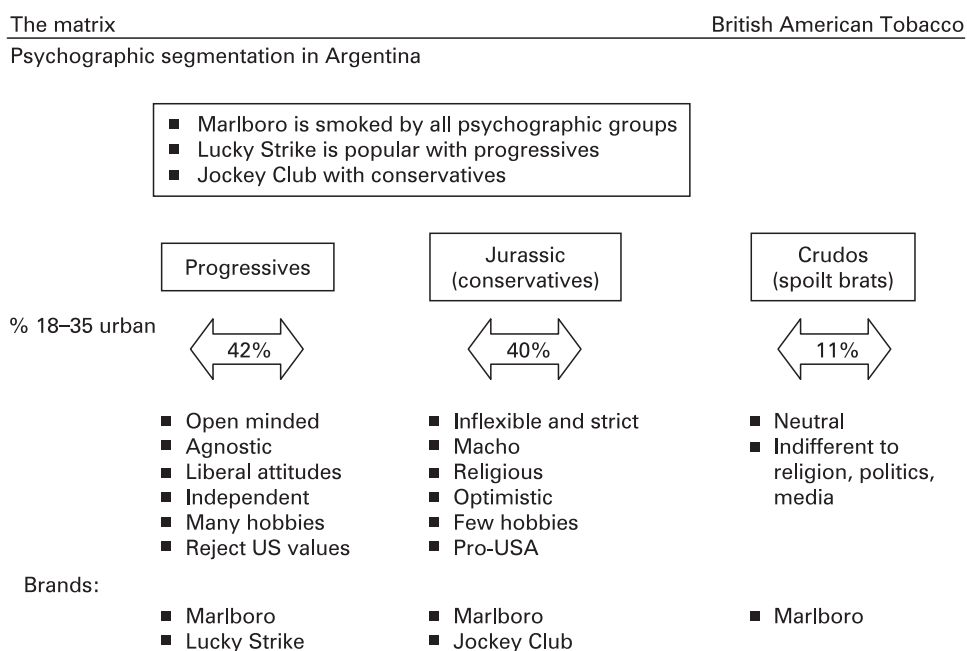 The matrix
British American Tobacco
Psychographic segmentation in Argentina
■ Marlboro is smoked by all psychographic groups
■ Lucky Strike is popular with progressives
■ Jockey Club with conservatives
Progressives
Jurassic
(conservatives)
Crudos
(spoilt brats)
% 18–35 urban
42%
40%
11%
■ Open minded
■ Agnostic
■ Liberal attitudes
■ Independent
■ Many hobbies
■ Reject US values
■ Inflexible and strict
■ Macho
■ Religious
■ Optimistic
■ Few hobbies
■ Pro-USA
■ Neutral
■ Indifferent to
religion, politics,
media
Brands:
■ Marlboro
■ Lucky Strike
■ Marlboro
■ Jockey Club
■ Marlboro